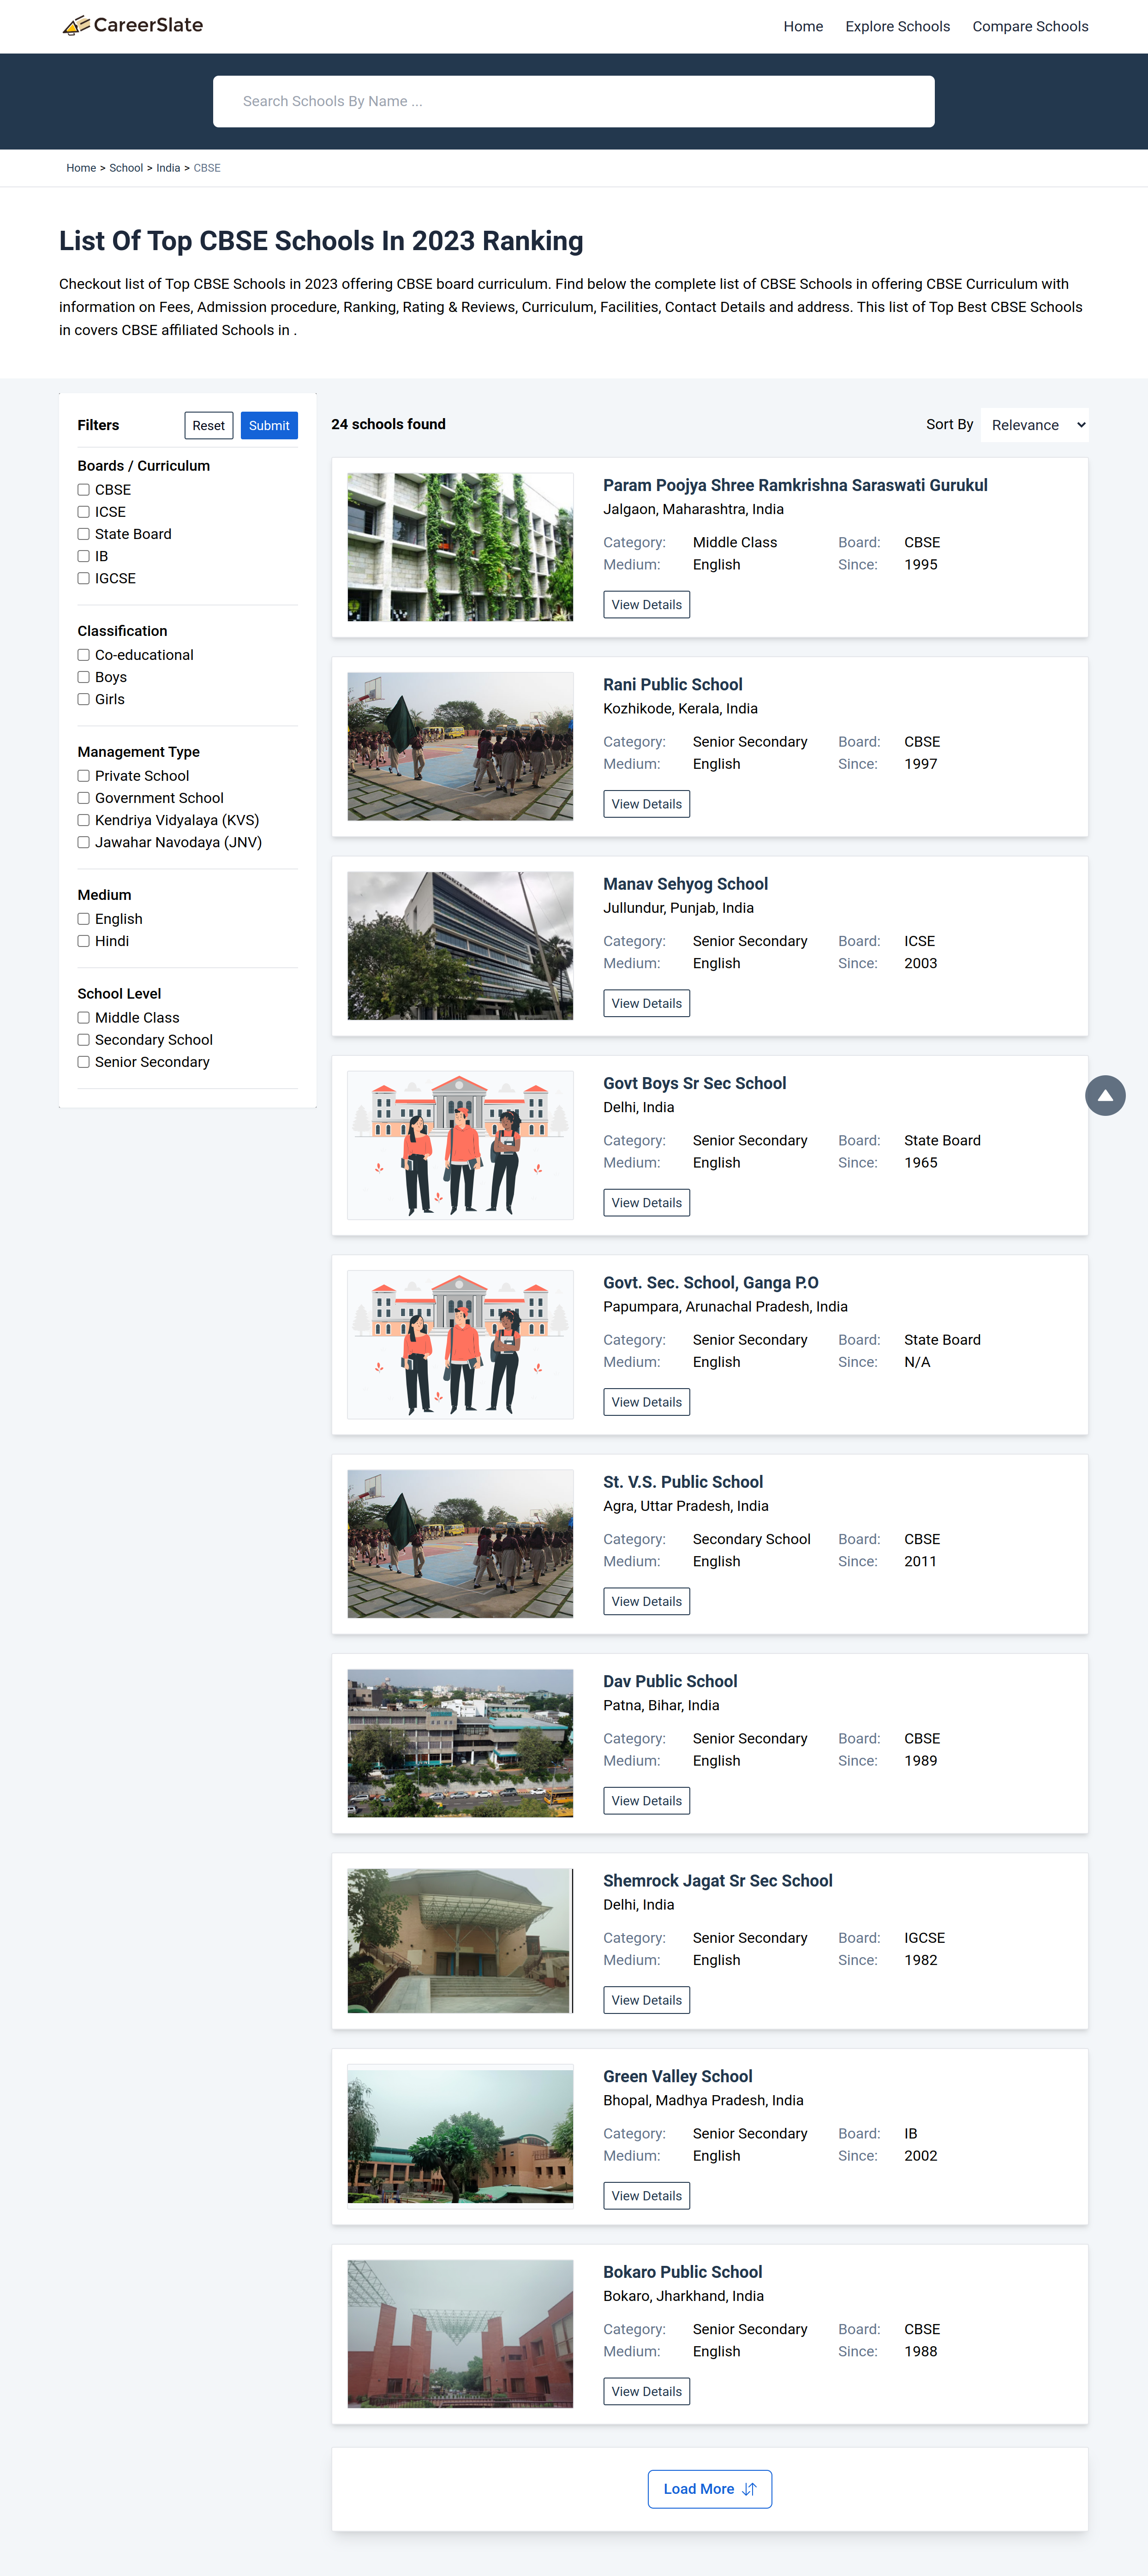 CareerSlate
Home Explore Schools Compare Schools
Search Schools By Name ...
Home > School > India > CBSE
List Of Top CBSE Schools In 2023 Ranking
Checkout list of Top CBSE Schools in 2023 offering CBSE board curriculum. Find below the complete list of CBSE Schools in offering CBSE Curriculum with
information on Fees, Admission procedure, Ranking, Rating & Reviews, Curriculum, Facilities, Contact Details and address. This list of Top Best CBSE Schools
in covers CBSE affiliated Schools in .
Filters Reset Submit
Boards / Curriculum
CBSE
ICSE
State Board
IB
IGCSE
Classification
Co-educational
Boys
Girls
Management Type
Private School
Government School
Kendriya Vidyalaya (KVS)
Jawahar Navodaya (JNV)
Medium
English
Hindi
School Level
Middle Class
Secondary School
Senior Secondary
24 schools found Sort By Relevance
Param Poojya Shree Ramkrishna Saraswati Gurukul
Jalgaon, Maharashtra, India
Category: Middle Class Board: CBSE
Medium: English Since: 1995
View Details
Rani Public School
Kozhikode, Kerala, India
Category: Senior Secondary Board: CBSE
Medium: English Since: 1997
View Details
Manav Sehyog School
Jullundur, Punjab, India
Category: Senior Secondary Board: ICSE
Medium: English Since: 2003
View Details
Govt Boys Sr Sec School
Delhi, India
Category: Senior Secondary Board: State Board
Medium: English Since: 1965
View Details
Govt. Sec. School, Ganga P.O
Papumpara, Arunachal Pradesh, India
Category: Senior Secondary Board: State Board
Medium: English Since: N/A
View Details
St. V.S. Public School
Agra, Uttar Pradesh, India
Category: Secondary School Board: CBSE
Medium: English Since: 2011
View Details
Dav Public School
Patna, Bihar, India
Category: Senior Secondary Board: CBSE
Medium: English Since: 1989
View Details
Shemrock Jagat Sr Sec School
Delhi, India
Category: Senior Secondary Board: IGCSE
Medium: English Since: 1982
View Details
Green Valley School
Bhopal, Madhya Pradesh, India
Category: Senior Secondary Board: IB
Medium: English Since: 2002
View Details
Bokaro Public School
Bokaro, Jharkhand, India
Category: Senior Secondary Board: CBSE
Medium: English Since: 1988
View Details
Load More